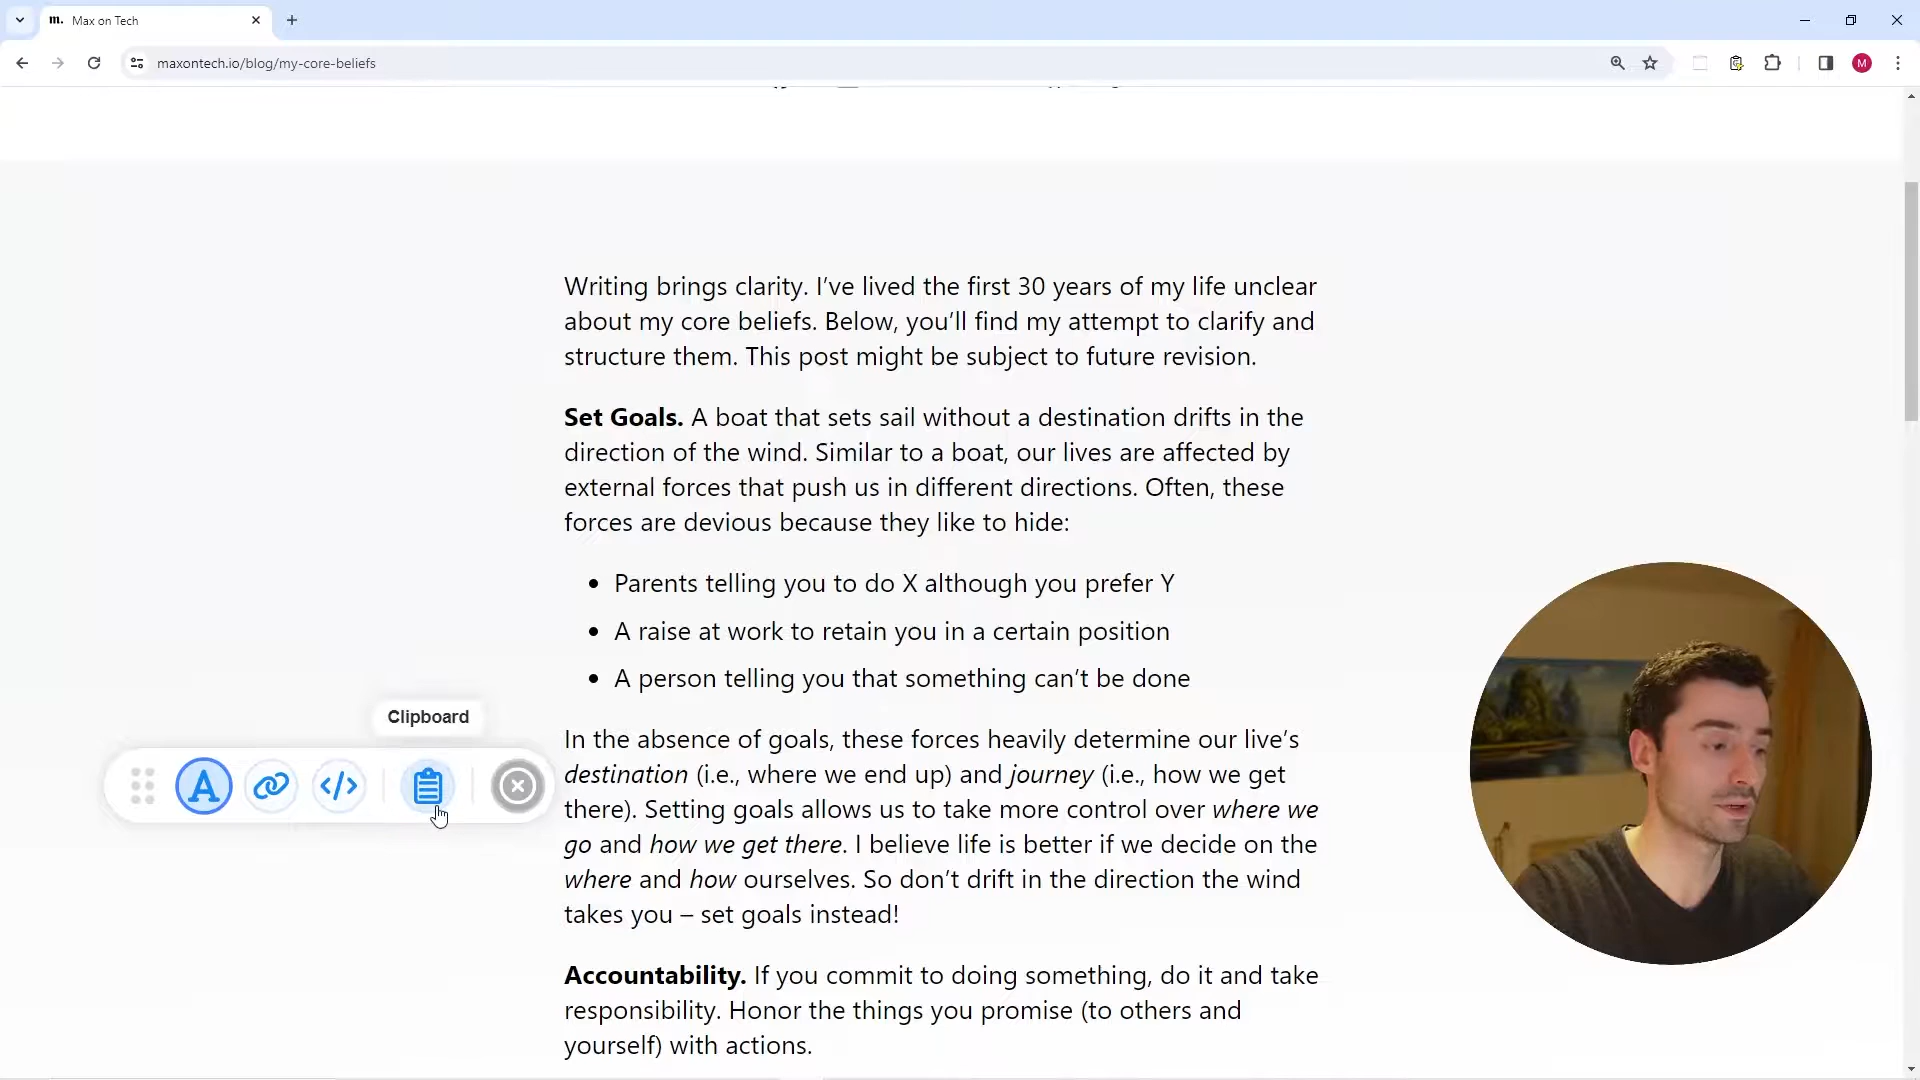 m. Max on Tech
maxontech.io/blog/my-core-beliefs
M
Writing brings clarity. I’ve lived the first 30 years of my life unclear
about my core beliefs. Below, you’ll find my attempt to clarify and
structure them. This post might be subject to future revision.
Set Goals. A boat that sets sail without a destination drifts in the
direction of the wind. Similar to a boat, our lives are affected by
external forces that push us in different directions. Often, these
forces are devious because they like to hide:
• Parents telling you to do X although you prefer Y
• A raise at work to retain you in a certain position
• A person telling you that something can’t be done
Clipboard
A
In the absence of goals, these forces heavily determine our live’s
destination (i.e., where we end up) and journey (i.e., how we get
there). Setting goals allows us to take more control over where we
go and how we get there. I believe life is better if we decide on the
where and how ourselves. So don’t drift in the direction the wind
takes you – set goals instead!
Accountability. If you commit to doing something, do it and take
responsibility. Honor the things you promise (to others and
yourself) with actions.